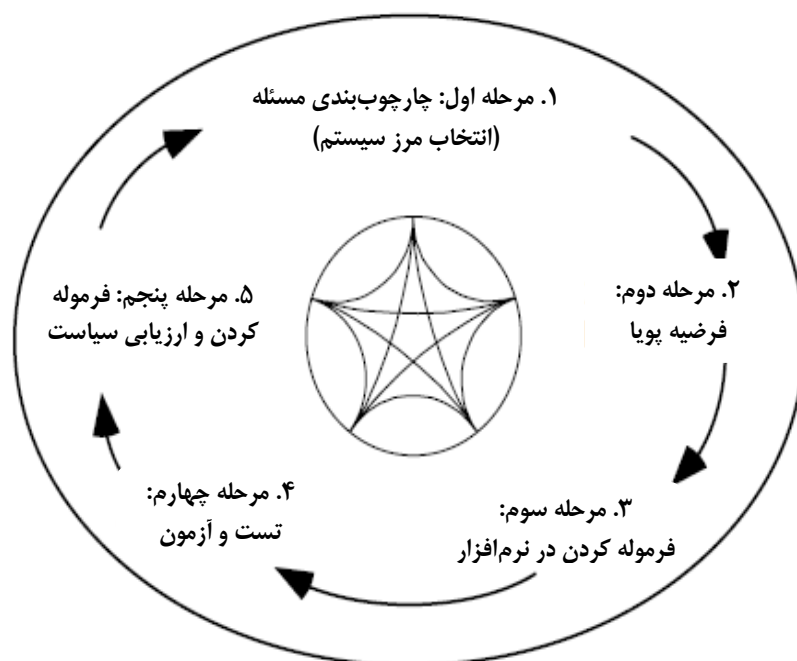 ۱. مرحله اول: چارچوب‌بندی مسئله
(انتخاب مرز سیستم)
۲. مرحله دوم:
فرضیه پویا
۳. مرحله سوم:
فرموله کردن در نرم‌افزار
۴. مرحله چهارم:
تست و آزمون
۵. مرحله پنجم: فرموله
کردن و ارزیابی سیاست